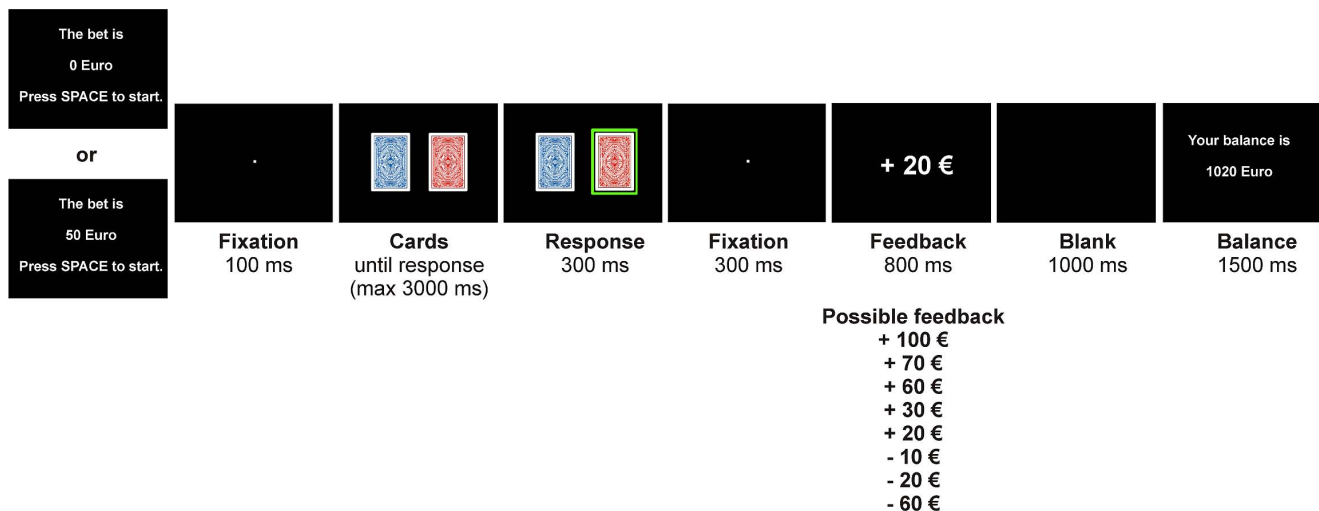 The bet is
0 Euro
Press SPACE to start.
or
The bet is
50 Euro
Press SPACE to start.
Fixation
100 ms
Cards
until response
(max 3000 ms)
Response
300 ms
Fixation
300 ms
+ 20 €
Feedback
800 ms
Blank
1000 ms
Your balance is
1020 Euro
Balance
1500 ms
Possible feedback
+ 100 €
+ 70 €
+ 60 €
+ 30 €
+ 20 €
- 10 €
- 20 €
- 60 €